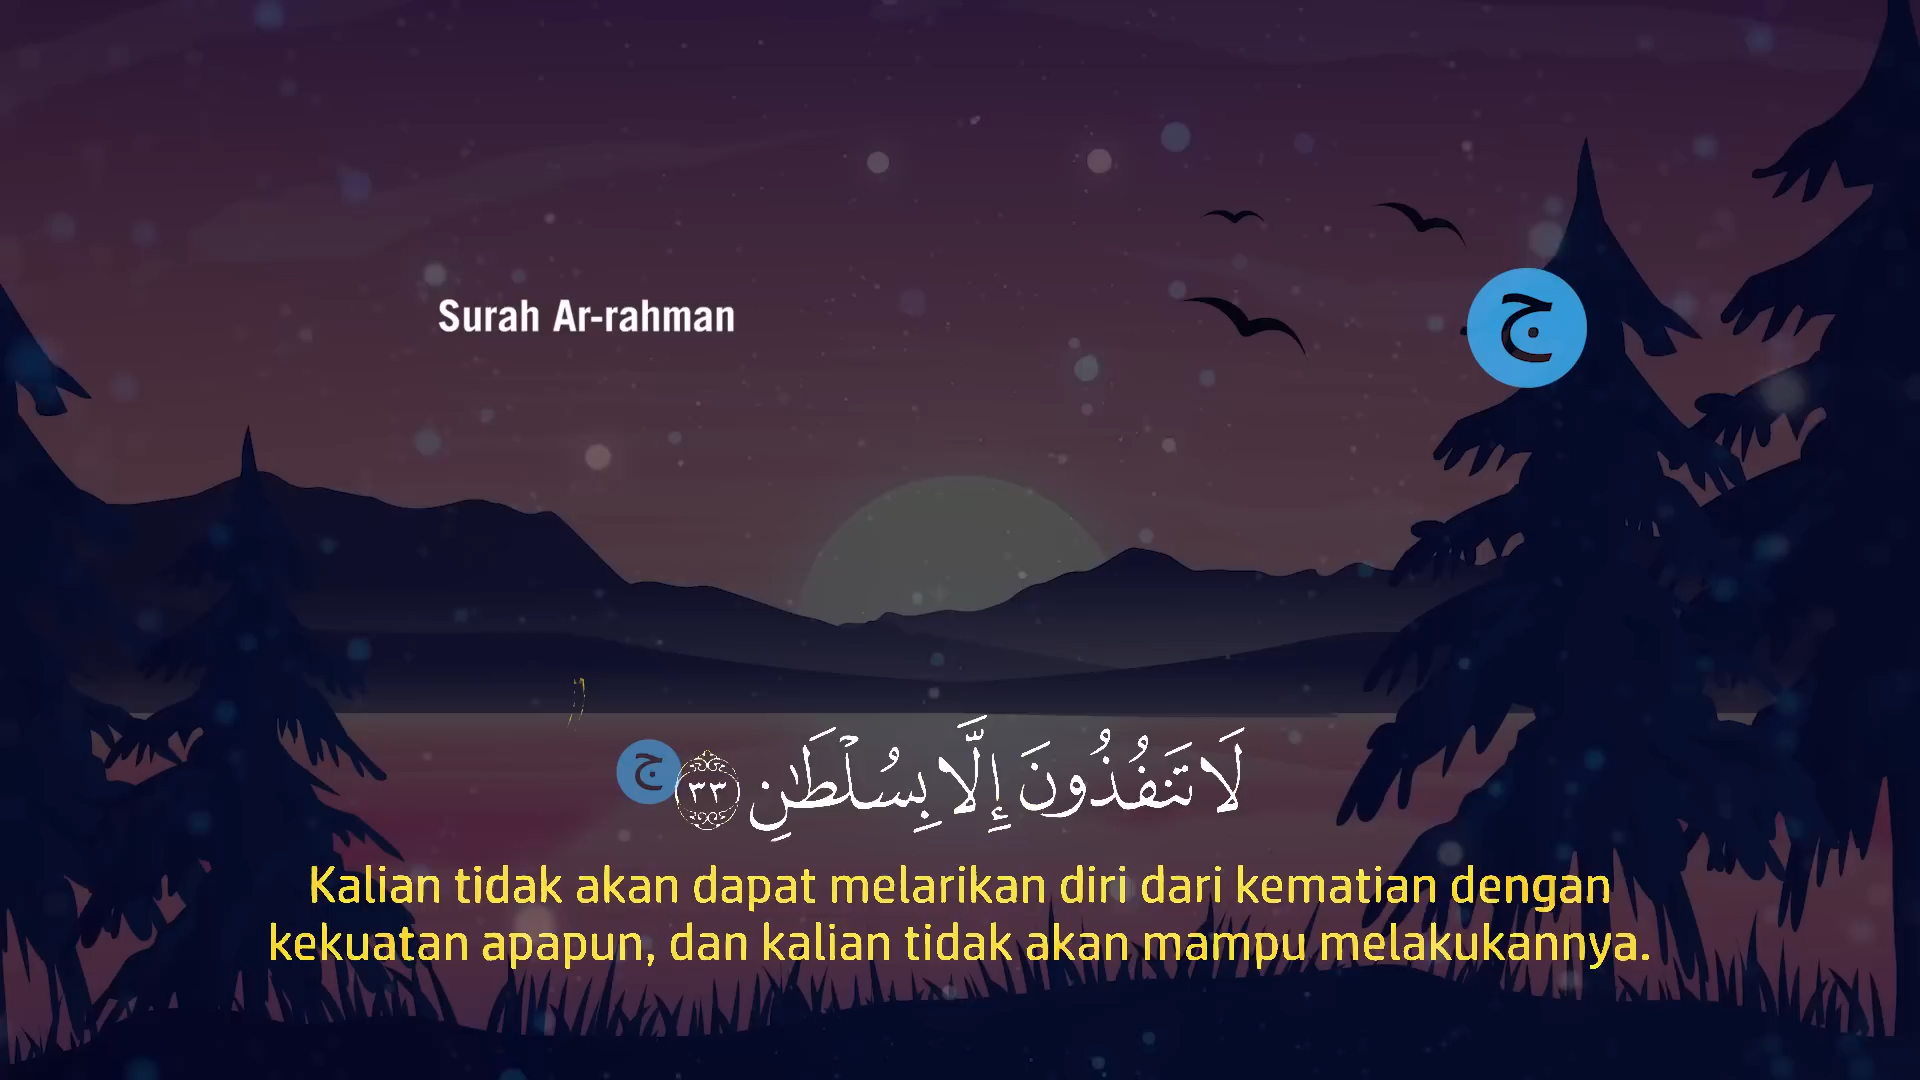 Surah Ar-rahman
ج
لَا تَنفُذُونَ إِلَّا بِسُلْطَٰنٍ ٣٣ ج
Kalian tidak akan dapat melarikan diri dari kematian dengan
kekuatan apapun, dan kalian tidak akan mampu melakukannya.